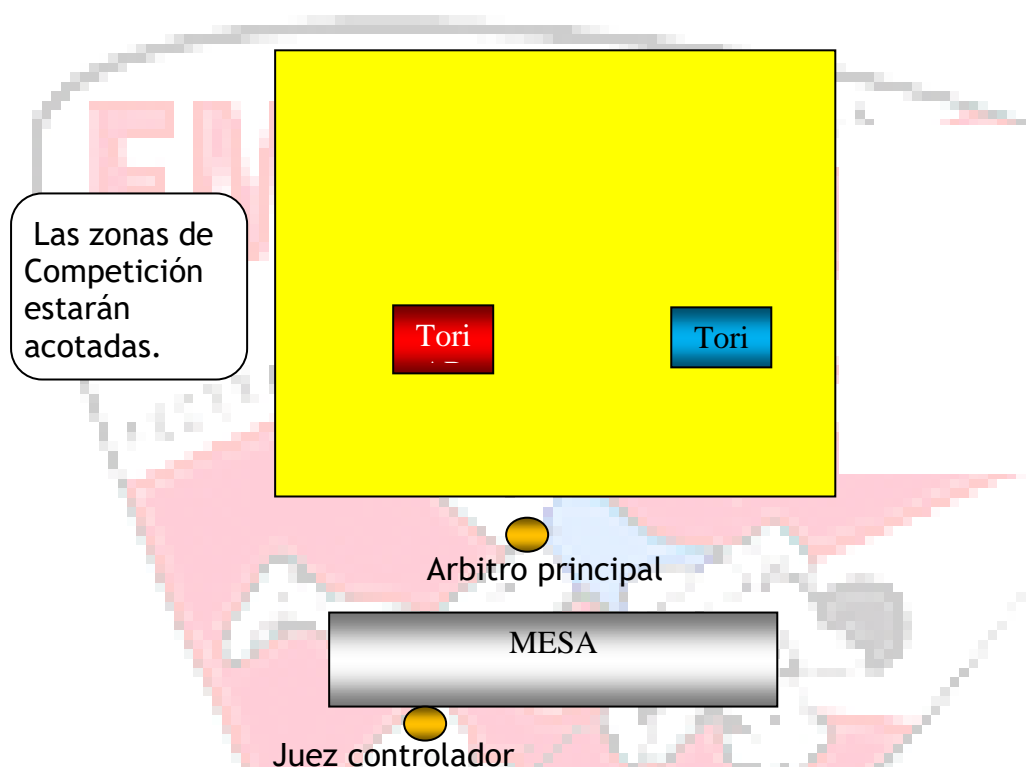 Las zonas de
Competición
estarán
acotadas.
Tori
Tori
Arbitro principal
MESA
Juez controlador